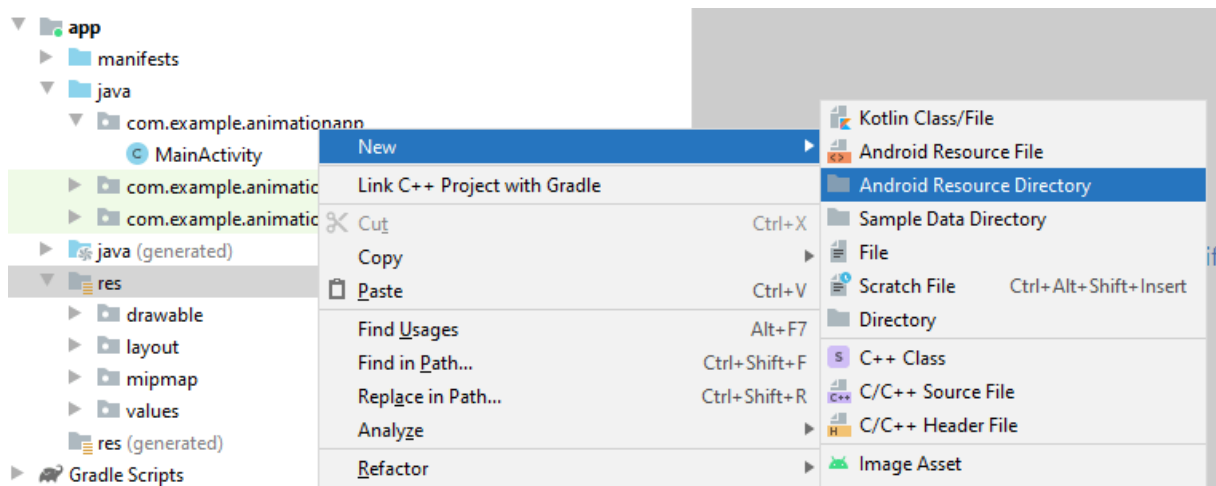 app
manifests
java
com.example.animationapp
MainActivity
com.example.animatic
com.example.animatic
java (generated)
res
drawable
layout
mipmap
values
res (generated)
Gradle Scripts
New
Link C++ Project with Gradle
Cut Ctrl+X
Copy
Paste Ctrl+V
Find Usages Alt+F7
Find in Path... Ctrl+Shift+F
Replace in Path... Ctrl+Shift+R
Analyze
Refactor
Kotlin Class/File
Android Resource File
Android Resource Directory
Sample Data Directory
File
Scratch File Ctrl+Alt+Shift+Insert
Directory
C++ Class
C/C++ Source File
C/C++ Header File
Image Asset